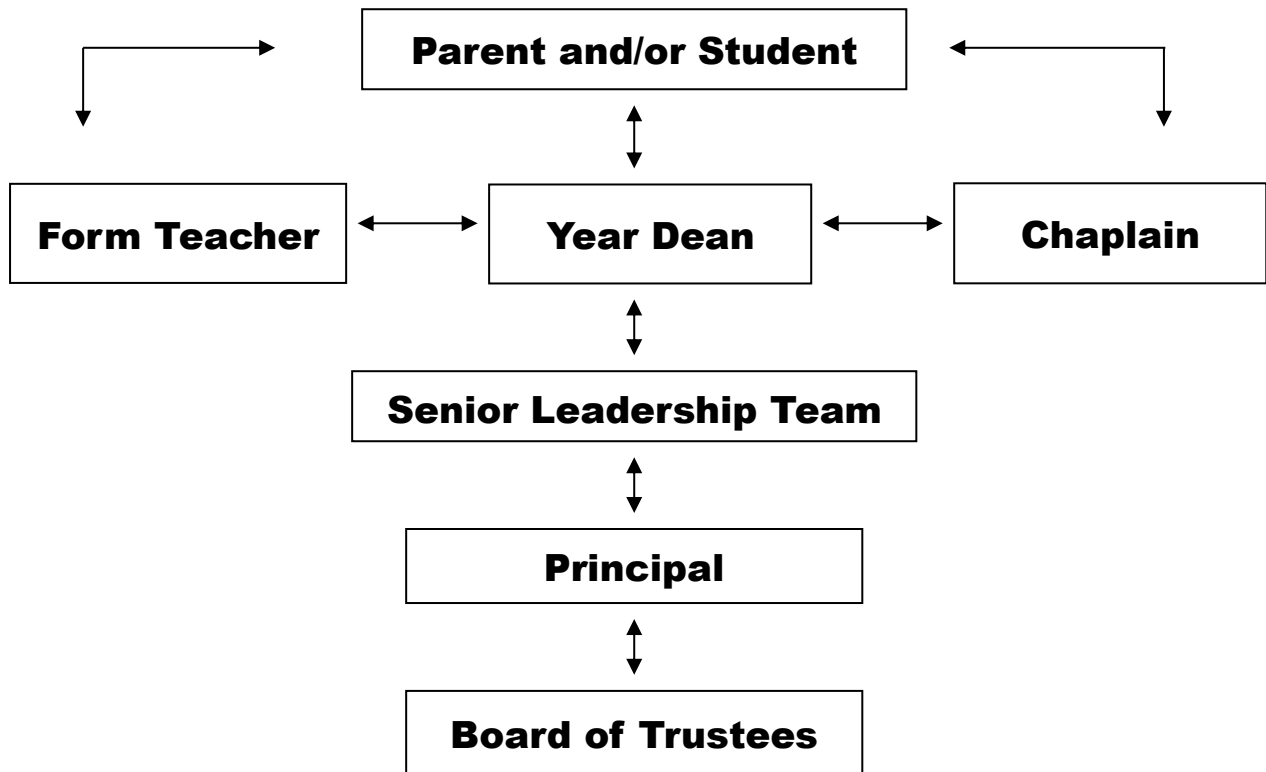 Parent and/or Student
Form Teacher
Year Dean
Chaplain
Senior Leadership Team
Principal
Board of Trustees